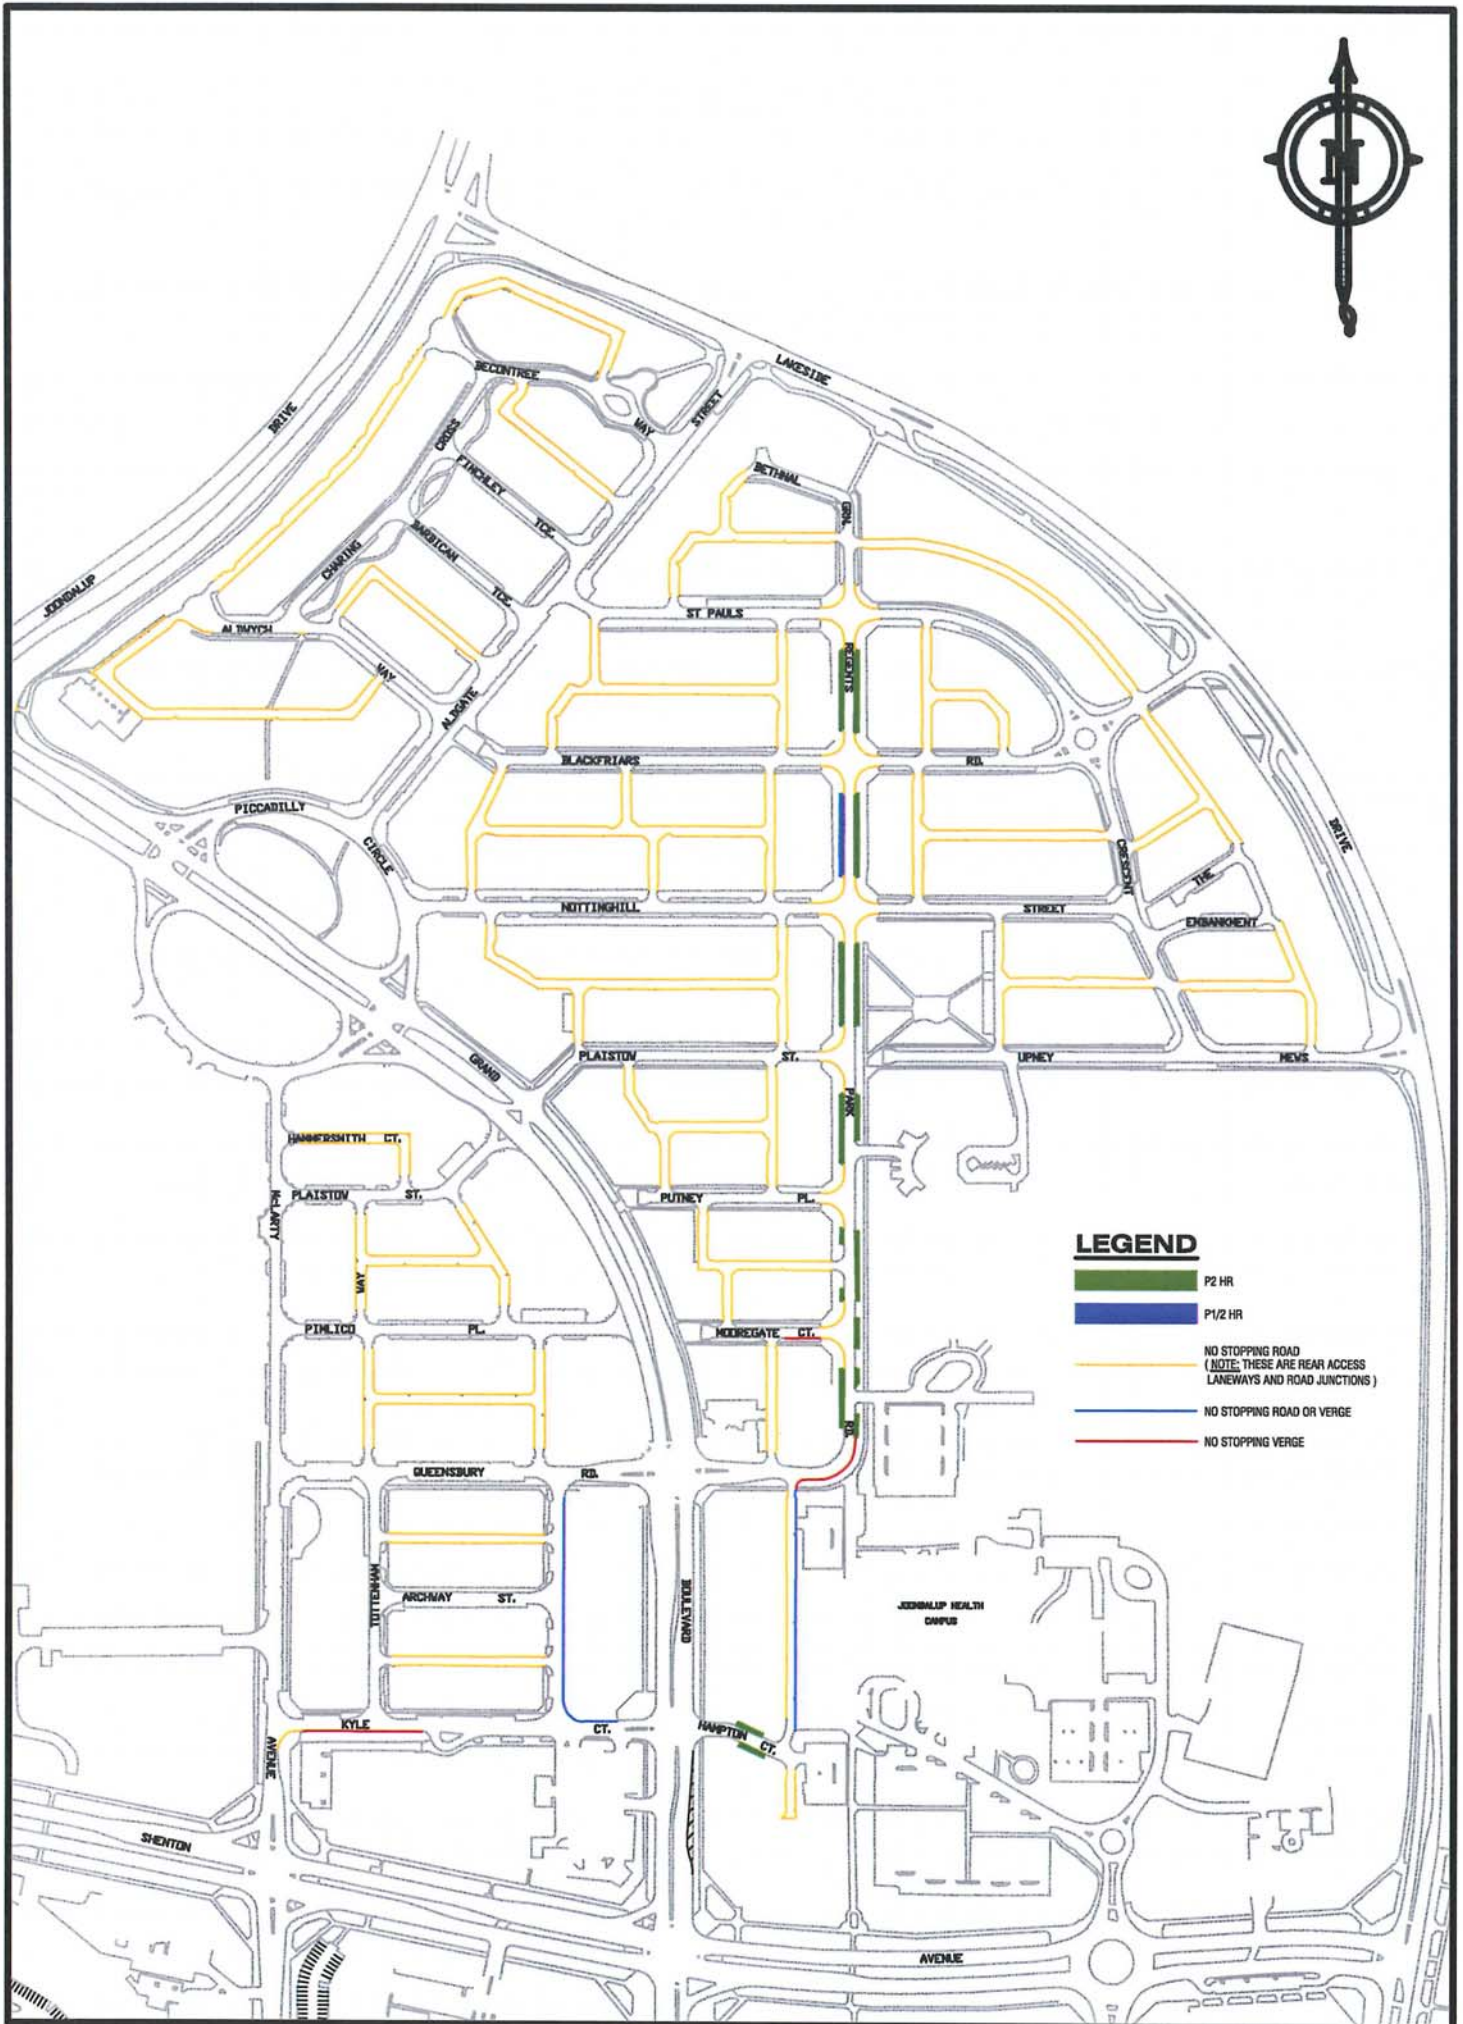 N
LAKESIDE
DRIVE
BECONTREE
WAY
STREET
CROSS
FINCHLEY
TCE.
BETHNAL
GRN.
BARBICAN
TCE.
CHARING
JOONDALUP
ST PAULS
ALDWYCH
WAY
REGENTS
ALDGATE
BLACKFRIARS
RD.
PICCADILLY
CIRCLE
DRIVE
CRESCENT
THE
NOTTINGHILL
STREET
EMBANKMENT
PLAISTOW
ST.
UPNEY
MEWS
GRAND
PARK
HAMMERSMITH CT.
PLAISTOW
ST.
McLARTY
PUTNEY
PL.
LEGEND
P2 HR
P1/2 HR
NO STOPPING ROAD
( NOTE: THESE ARE REAR ACCESS
LANEWAYS AND ROAD JUNCTIONS )
NO STOPPING ROAD OR VERGE
NO STOPPING VERGE
WAY
PIMLICO
PL.
MOOREGATE CT.
RD.
QUEENSBURY
RD.
TOTTENHAM
ARCHWAY
ST.
BOULEVARD
JOONDALUP HEALTH
CAMPUS
KYLE
CT.
HAMPTON
CT.
AVENUE
SHENTON
AVENUE